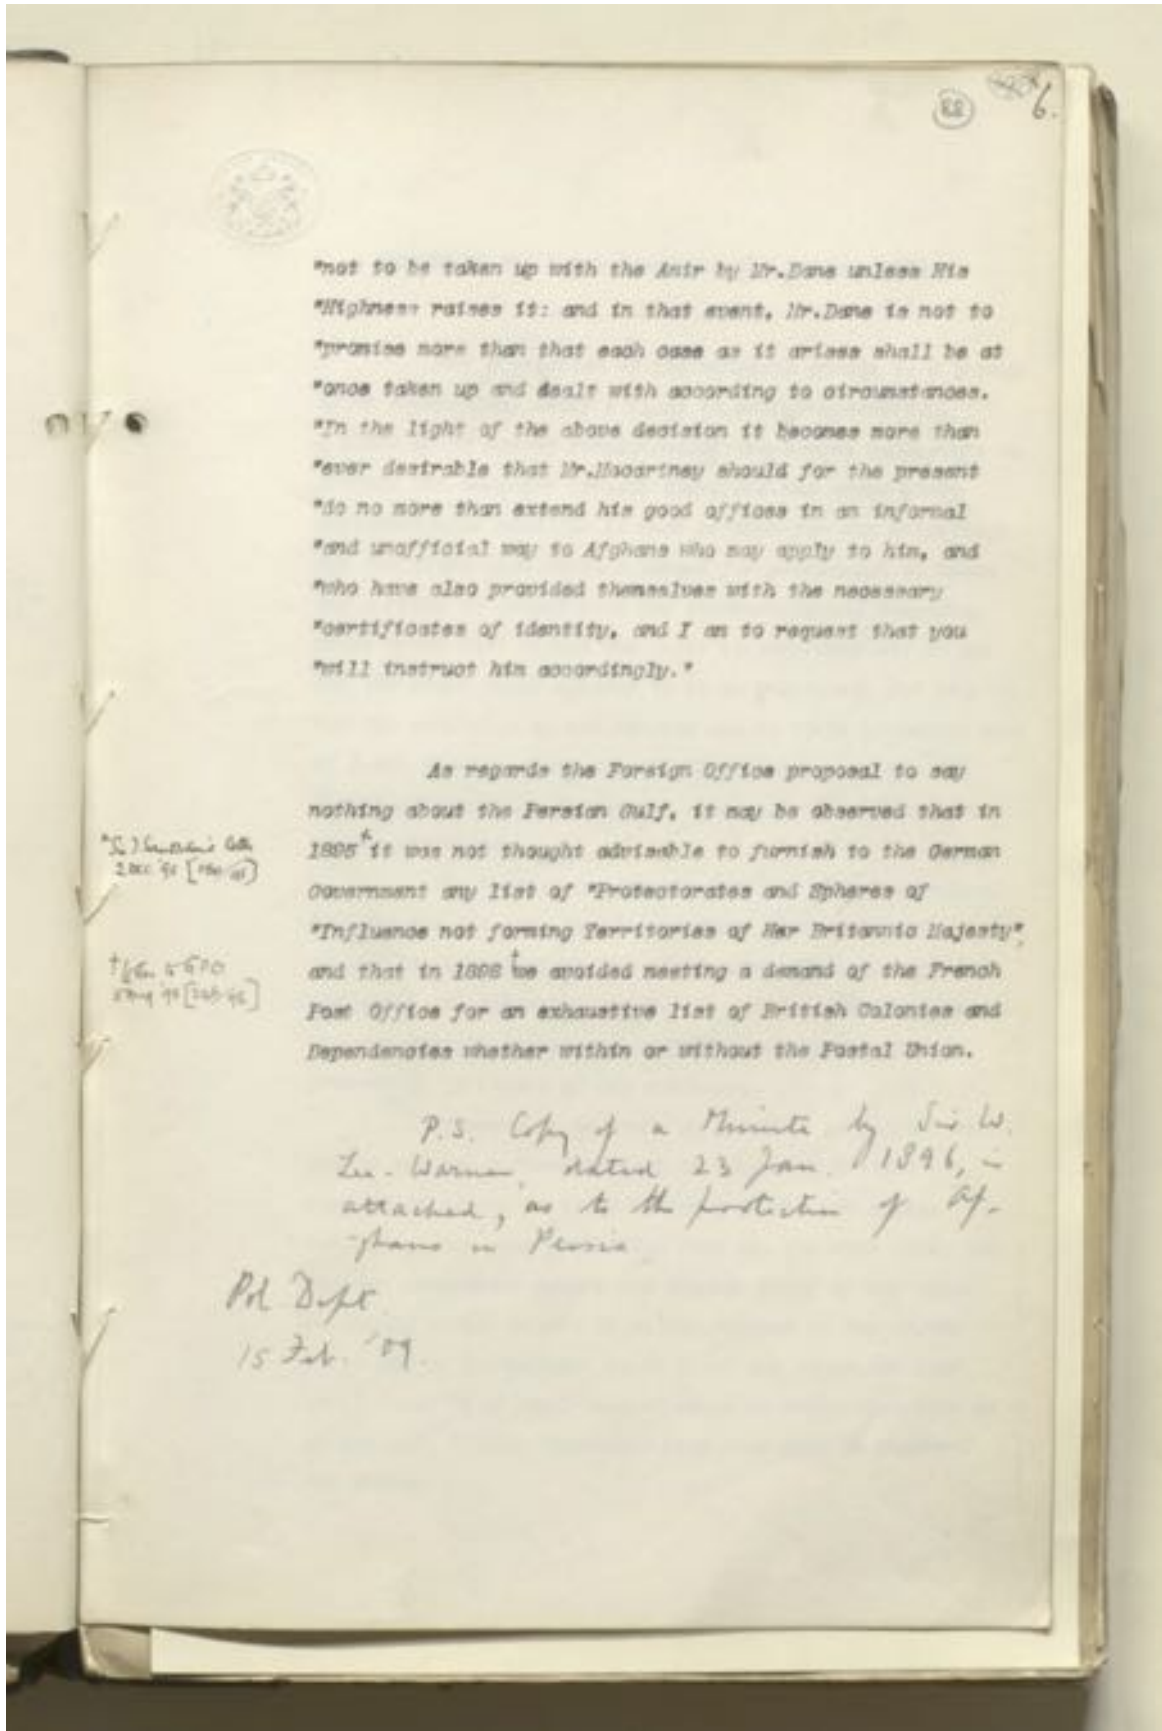 88
6.
"not to be taken up with the Amir by Mr.Dane unless His
"Highness raises it: and in that event, Mr.Dane is not to
"promise more than that each case as it arises shall be at
"once taken up and dealt with according to circumstances.
"In the light of the above decision it becomes more than
"ever desirable that Mr.Macartney should for the present
"do no more than extend his good offices in an informal
"and unofficial way to Afghans who may apply to him, and
"who have also provided themselves with the necessary
"certificates of identity, and I am to request that you
"will instruct him accordingly."
As regards the Foreign Office proposal to say
nothing about the Persian Gulf, it may be observed that in
1895* it was not thought advisable to furnish to the German
Government any list of "Protectorates and Spheres of
"Influence not forming Territories of Her Britannic Majesty",
and that in 1898 † we avoided meeting a demand of the French
Post Office for an exhaustive list of British Colonies and
Dependencies whether within or without the Postal Union.
2 Dec. 95
† to GPO
P.S. Copy of a Minute by Sir W.
Lee-Warner, dated 23 Jan. 1896, is
attached, as to the protection of Af-
-ghans in Persia.
Pol Dept.
15 Feb. '09.